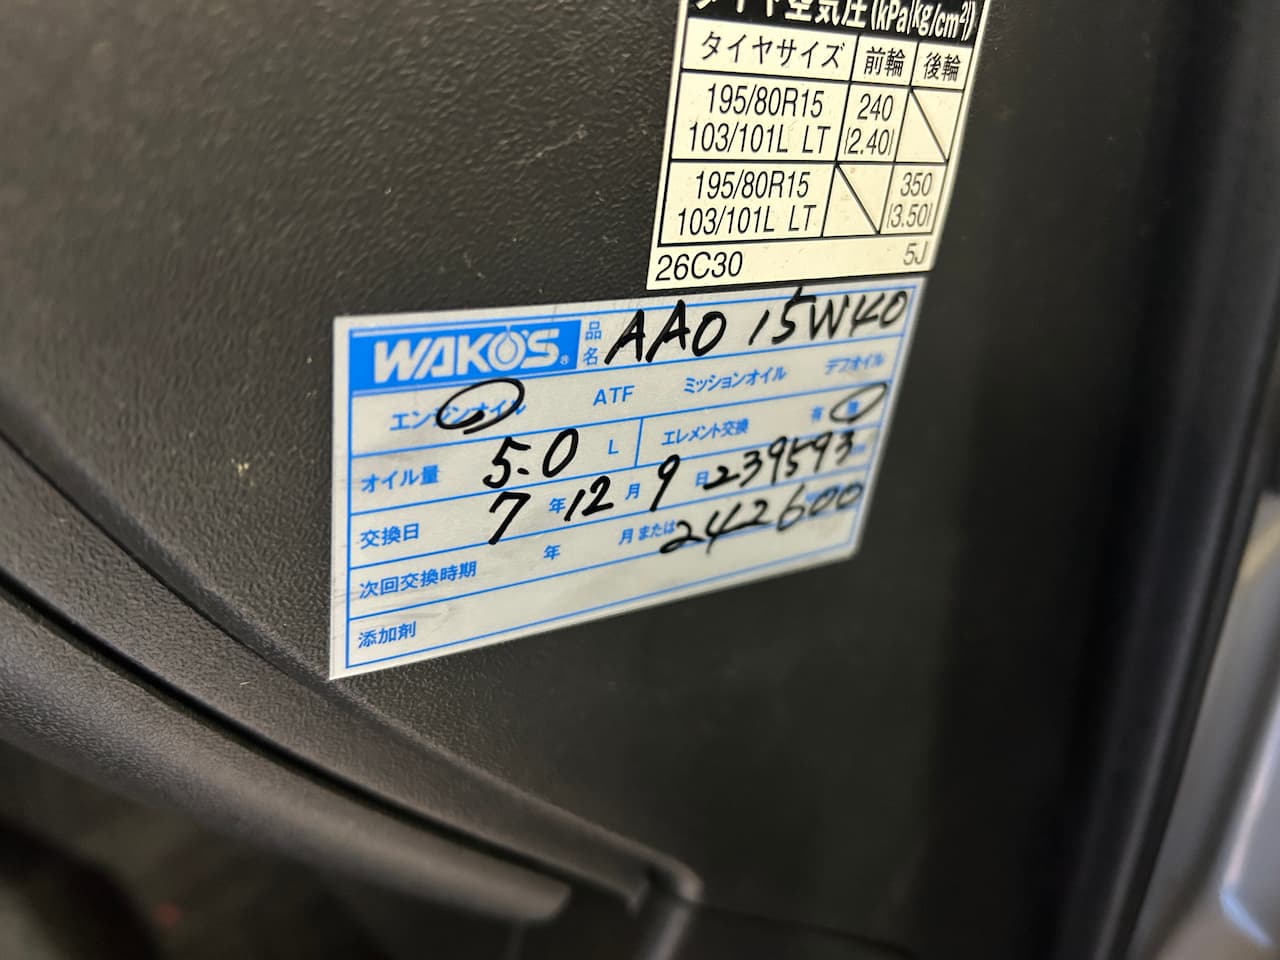 タイヤ空気圧(kPa{kg/cm²})
タイヤサイズ 前輪 後輪
195/80R15 240
103/101L LT {2.40}
195/80R15 350
103/101L LT {3.50}
26C30 5J
WAKO'S® 品名 AAO 15W40
エンジンオイル ATF ミッションオイル デフオイル
オイル量 5.0 L エレメント交換 有 無
交換日 7年12月9日 239593
次回交換時期 年 月または 242600
添加剤